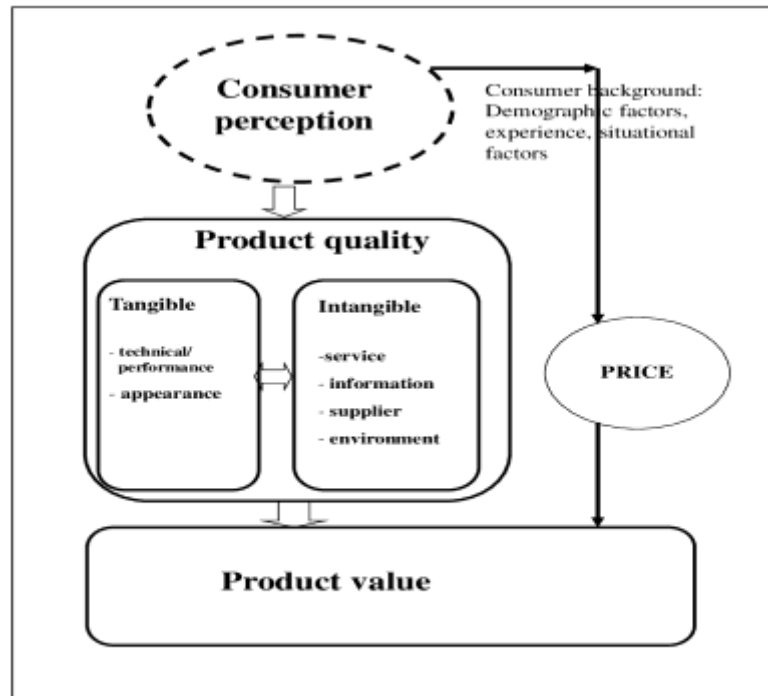 Consumer
perception
Consumer background:
Demographic factors,
experience, situational
factors
Product quality
Tangible
- technical/
performance
- appearance
Intangible
-service
- information
- supplier
- environment
PRICE
Product value